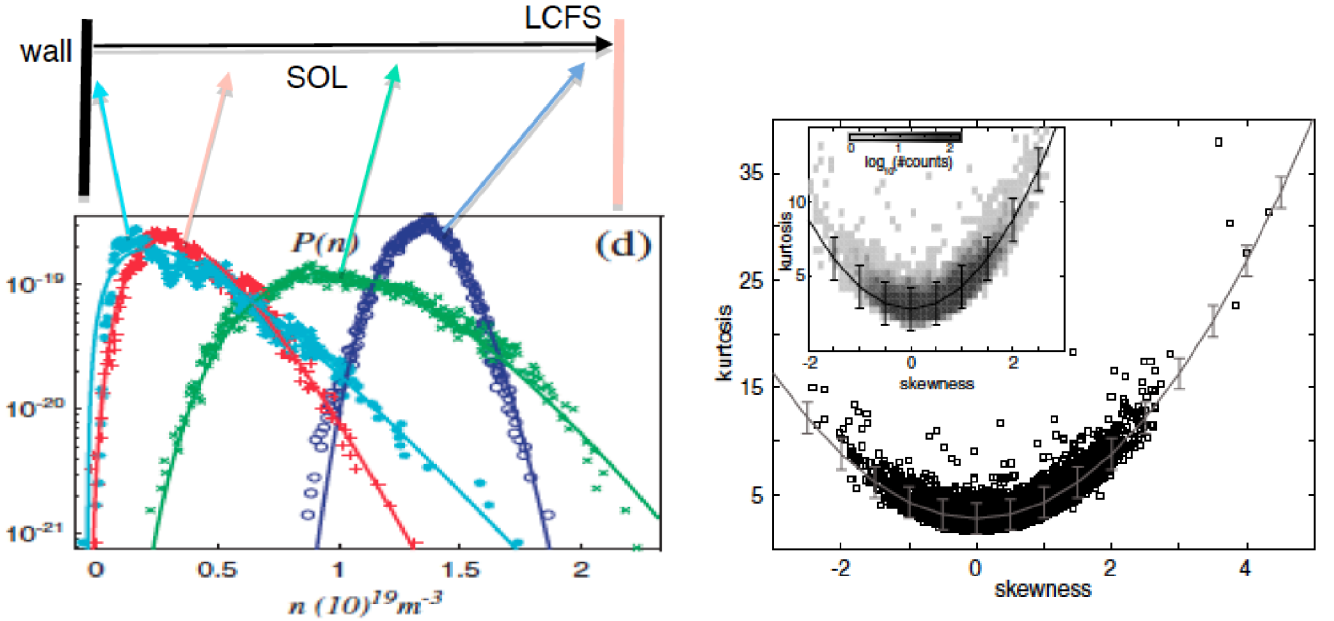 LCFS
wall
SOL
P(n)
(d)
10^-19
10^-20
10^-21
0 0.5 1 1.5 2
n (10)^19 m^-3
0 1 2
log10(#counts)
10
5
kurtosis
-2 0 2
skewness
35
25
15
5
kurtosis
-2 0 2 4
skewness